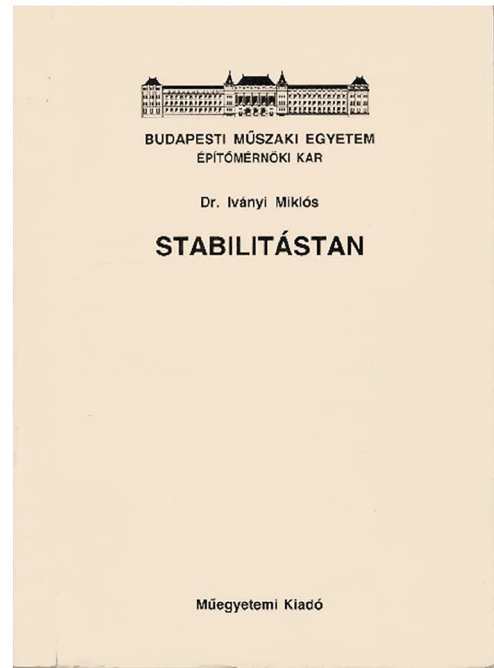 BUDAPESTI MŰSZAKI EGYETEM
ÉPÍTŐMÉRNÖKI KAR
Dr. Iványi Miklós
STABILITÁSTAN
Műegyetemi Kiadó